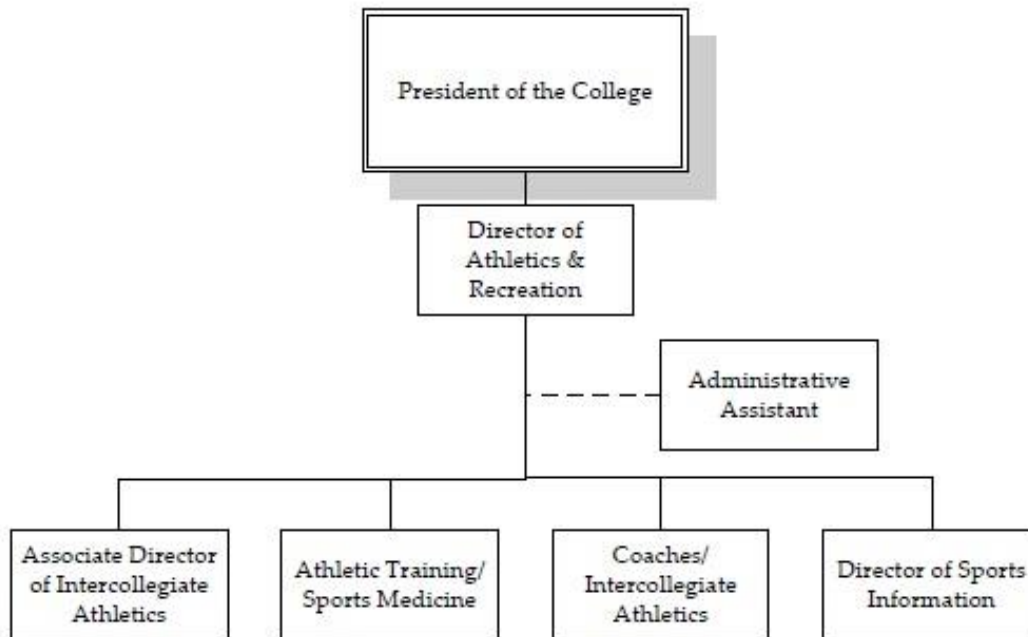 President of the College
Director of
Athletics &
Recreation
Administrative
Assistant
Associate Director
of Intercollegiate
Athletics
Athletic Training/
Sports Medicine
Coaches/
Intercollegiate
Athletics
Director of Sports
Information